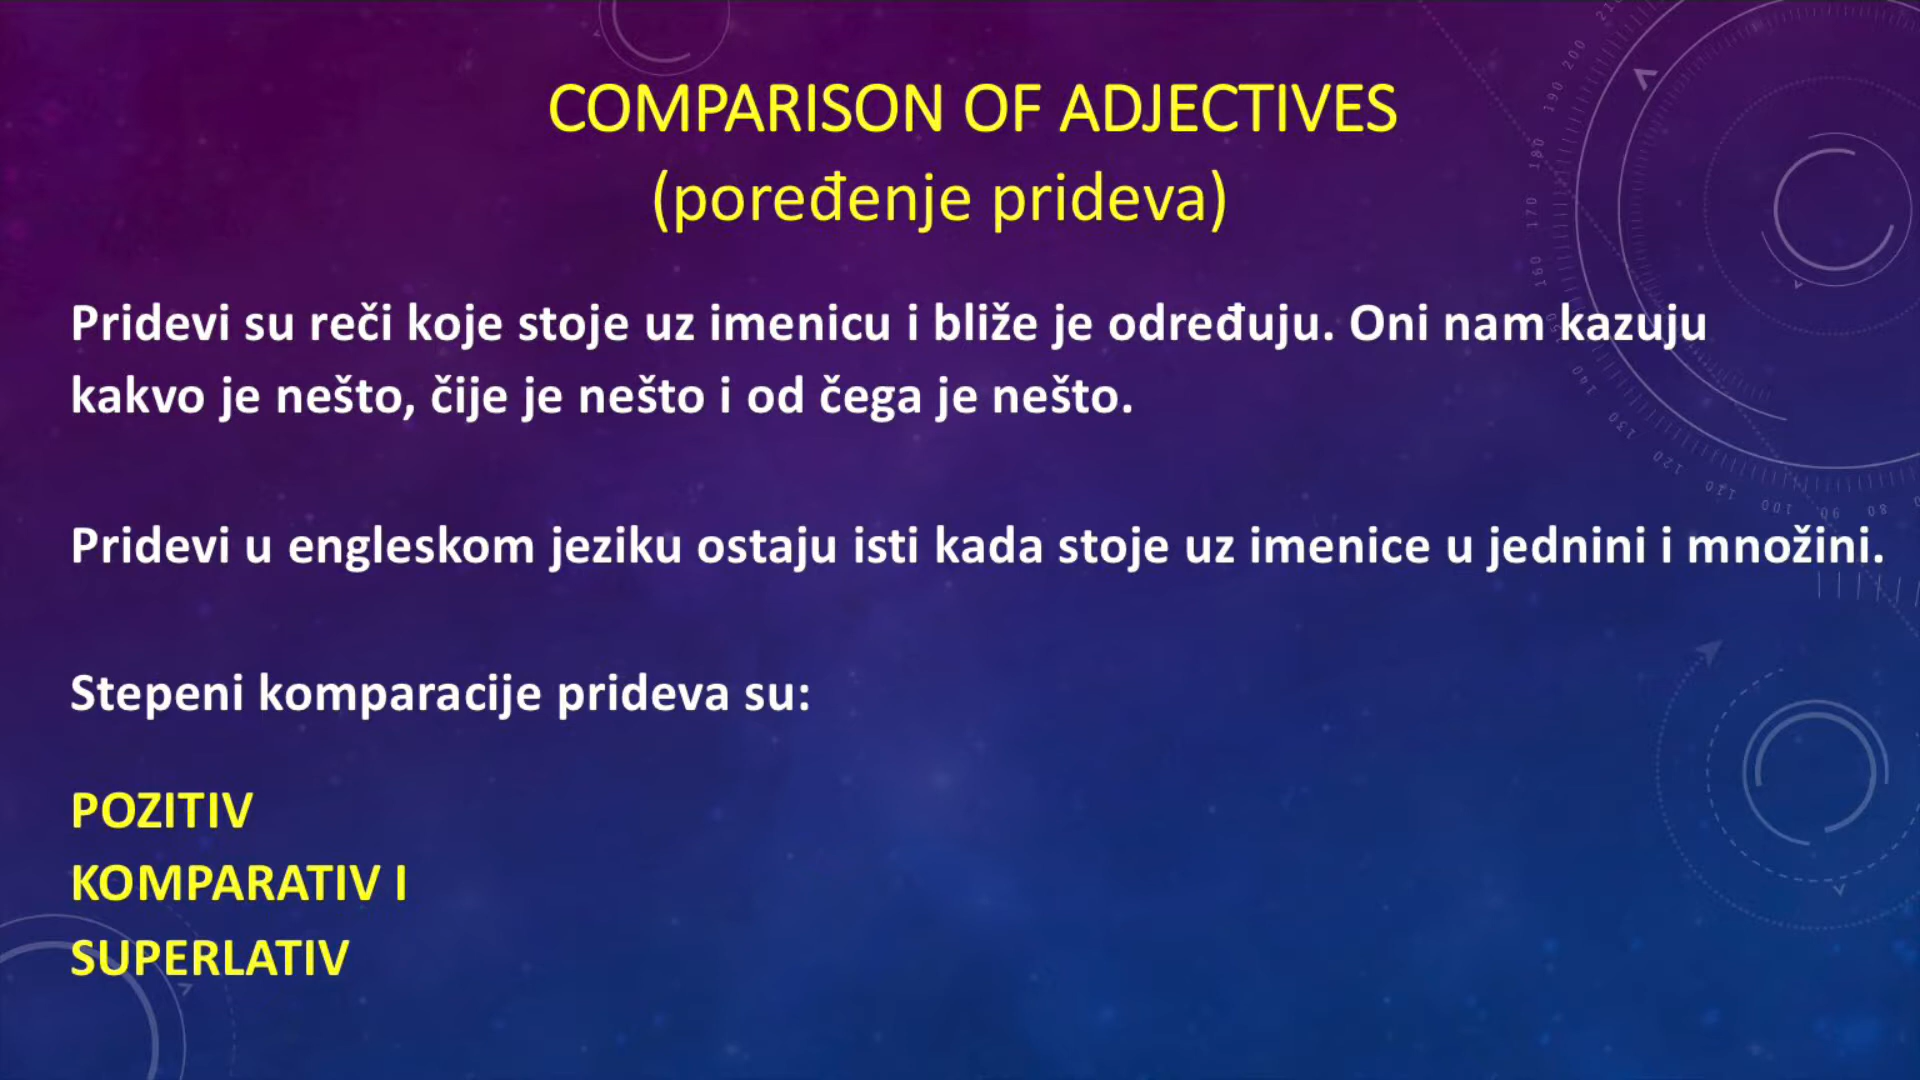 COMPARISON OF ADJECTIVES
(poređenje prideva)
Pridevi su reči koje stoje uz imenicu i bliže je određuju. Oni nam kazuju
kakvo je nešto, čije je nešto i od čega je nešto.
Pridevi u engleskom jeziku ostaju isti kada stoje uz imenice u jednini i množini.
Stepeni komparacije prideva su:
POZITIV
KOMPARATIV I
SUPERLATIV